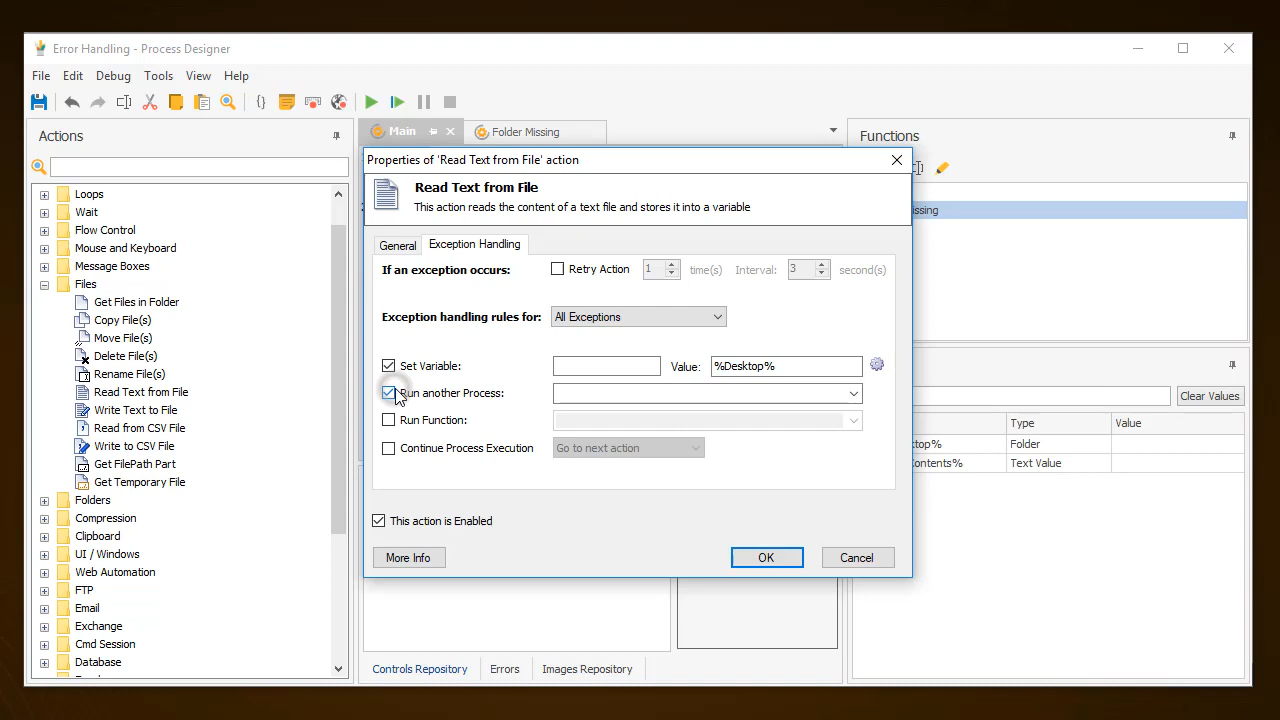 Error Handling - Process Designer
File Edit Debug Tools View Help
Actions
Main
Folder Missing
Functions
Properties of 'Read Text from File' action
Read Text from File
This action reads the content of a text file and stores it into a variable
General
Exception Handling
If an exception occurs:
Retry Action
1
time(s)
Interval:
3
second(s)
Exception handling rules for:
All Exceptions
Set Variable:
Value:
%Desktop%
Run another Process:
Run Function:
Continue Process Execution
Go to next action
This action is Enabled
More Info
OK
Cancel
Loops
Wait
Flow Control
Mouse and Keyboard
Message Boxes
Files
Get Files in Folder
Copy File(s)
Move File(s)
Delete File(s)
Rename File(s)
Read Text from File
Write Text to File
Read from CSV File
Write to CSV File
Get FilePath Part
Get Temporary File
Folders
Compression
Clipboard
UI / Windows
Web Automation
FTP
Email
Exchange
Cmd Session
Database
issing
Clear Values
Type
Value
top%
Folder
Contents%
Text Value
Controls Repository
Errors
Images Repository